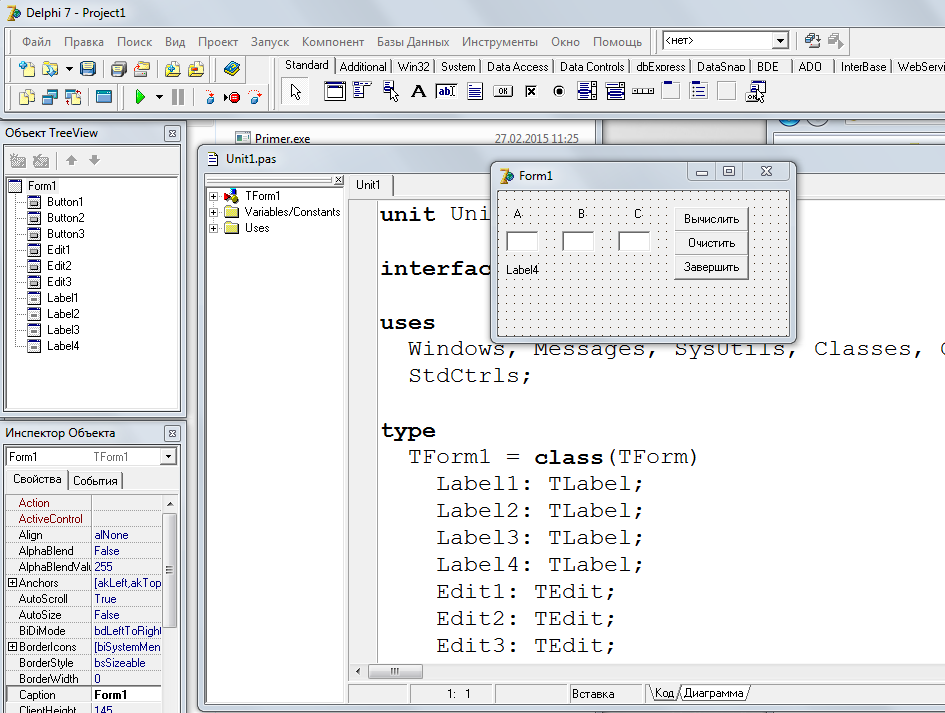 Delphi 7 - Project1
Файл Правка Поиск Вид Проект Запуск Компонент Базы Данных Инструменты Окно Помощь <нет>
Standard Additional Win32 System Data Access Data Controls dbExpress DataSnap BDE ADO InterBase WebServi
Объект TreeView
Primer.exe 27.02.2015 11:25
Form1
Button1
Button2
Button3
Edit1
Edit2
Edit3
Label1
Label2
Label3
Label4
Unit1.pas
TForm1
Variables/Constants
Uses
Unit1
unit Uni
interfac
uses
Windows, Messages, SysUtils, Classes,
StdCtrls;
type
TForm1 = class(TForm)
Label1: TLabel;
Label2: TLabel;
Label3: TLabel;
Label4: TLabel;
Edit1: TEdit;
Edit2: TEdit;
Edit3: TEdit;
1: 1 Вставка Код Диаграмма
Form1
A B C
Вычислить
Очистить
Завершить
Label4
Инспектор Объекта
Form1 TForm1
Свойства События
Action
ActiveControl
Align alNone
AlphaBlend False
AlphaBlendValu 255
Anchors [akLeft,akTop
AutoScroll True
AutoSize False
BiDiMode bdLeftToRight
BorderIcons [biSystemMen
BorderStyle bsSizeable
BorderWidth 0
Caption Form1
ClientHeight 145